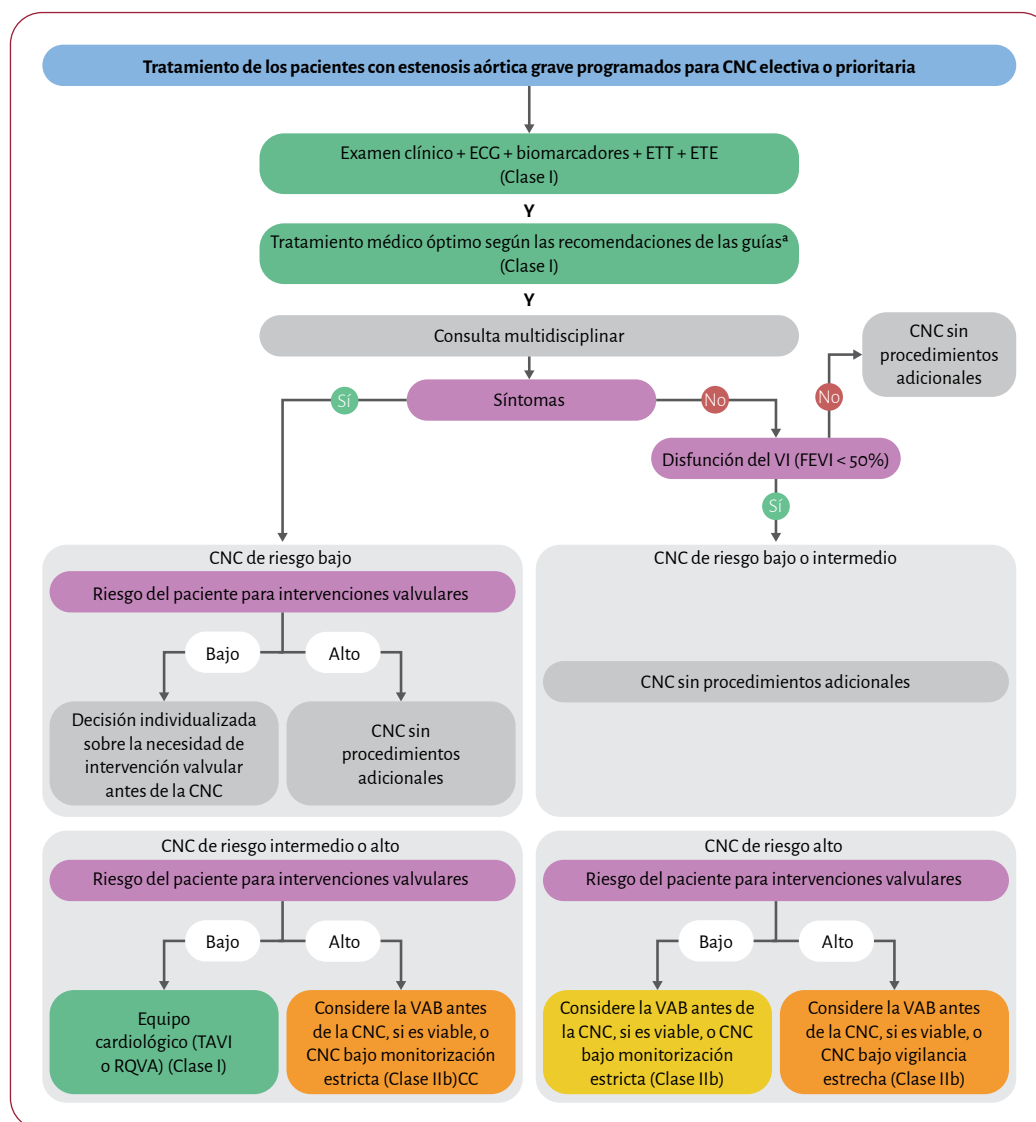 Tratamiento de los pacientes con estenosis aórtica grave programados para CNC electiva o prioritaria
Examen clínico + ECG + biomarcadores + ETT + ETE
(Clase I)
Y
Tratamiento médico óptimo según las recomendaciones de las guíasª
(Clase I)
Y
Consulta multidisciplinar
CNC sin
procedimientos
adicionales
Sí
Síntomas
No
No
Disfunción del VI (FEVI < 50%)
Sí
CNC de riesgo bajo
Riesgo del paciente para intervenciones valvulares
Bajo
Alto
Decisión individualizada
sobre la necesidad de
intervención valvular
antes de la CNC
CNC sin
procedimientos
adicionales
CNC de riesgo bajo o intermedio
CNC sin procedimientos adicionales
CNC de riesgo intermedio o alto
Riesgo del paciente para intervenciones valvulares
Bajo
Alto
Equipo
cardiológico (TAVI
o RQVA) (Clase I)
Considere la VAB antes
de la CNC, si es viable, o
CNC bajo monitorización
estricta (Clase IIb)CC
CNC de riesgo alto
Riesgo del paciente para intervenciones valvulares
Bajo
Alto
Considere la VAB antes de
la CNC, si es viable, o CNC
bajo monitorización
estricta (Clase IIb)
Considere la VAB antes
de la CNC, si es viable, o
CNC bajo vigilancia
estrecha (Clase IIb)